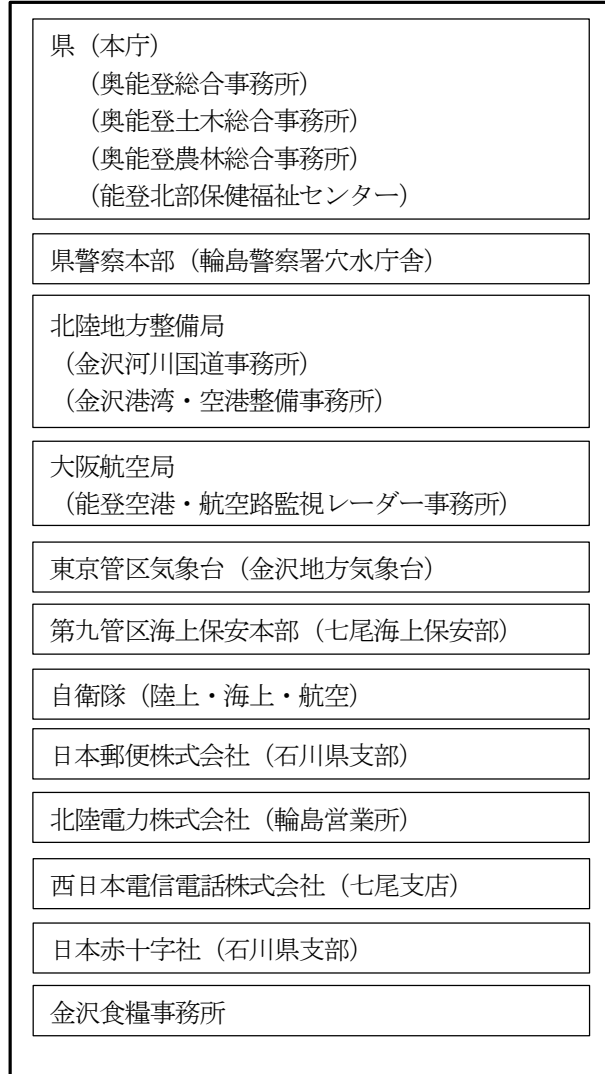 県（本庁）
（奥能登総合事務所）
（奥能登土木総合事務所）
（奥能登農林総合事務所）
（能登北部保健福祉センター）
県警察本部（輪島警察署穴水庁舎）
北陸地方整備局
（金沢河川国道事務所）
（金沢港湾・空港整備事務所）
大阪航空局
（能登空港・航空路監視レーダー事務所）
東京管区気象台（金沢地方気象台）
第九管区海上保安本部（七尾海上保安部）
自衛隊（陸上・海上・航空）
日本郵便株式会社（石川県支部）
北陸電力株式会社（輪島営業所）
西日本電信電話株式会社（七尾支店）
日本赤十字社（石川県支部）
金沢食糧事務所